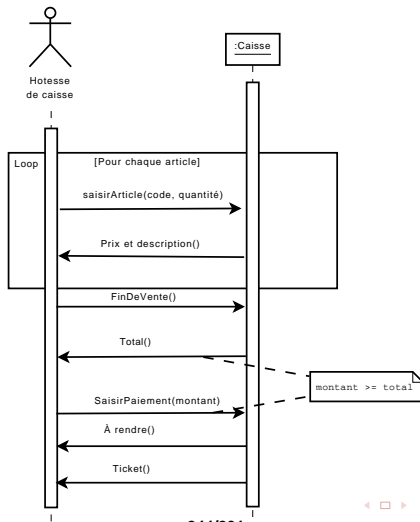 :Caisse
Hotesse
de caisse
Loop
[Pour chaque article]
saisirArticle(code, quantité)
Prix et description()
FinDeVente()
Total()
montant >= total
SaisirPaiement(montant)
À rendre()
Ticket()